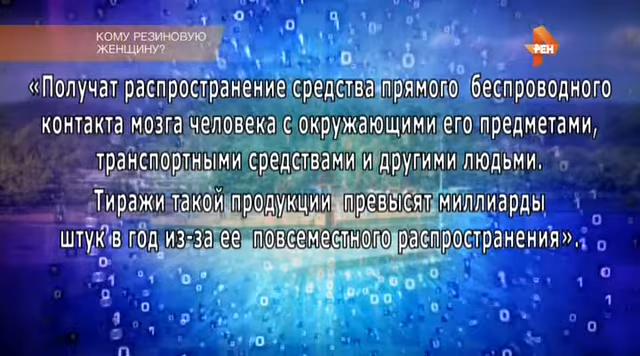 КОМУ РЕЗИНОВУЮ
ЖЕНЩИНУ?
РЕН
«Получат распространение средства прямого беспроводного
контакта мозга человека с окружающими его предметами,
транспортными средствами и другими людьми.
Тиражи такой продукции превысят миллиарды
штук в год из-за ее повсеместного распространения».